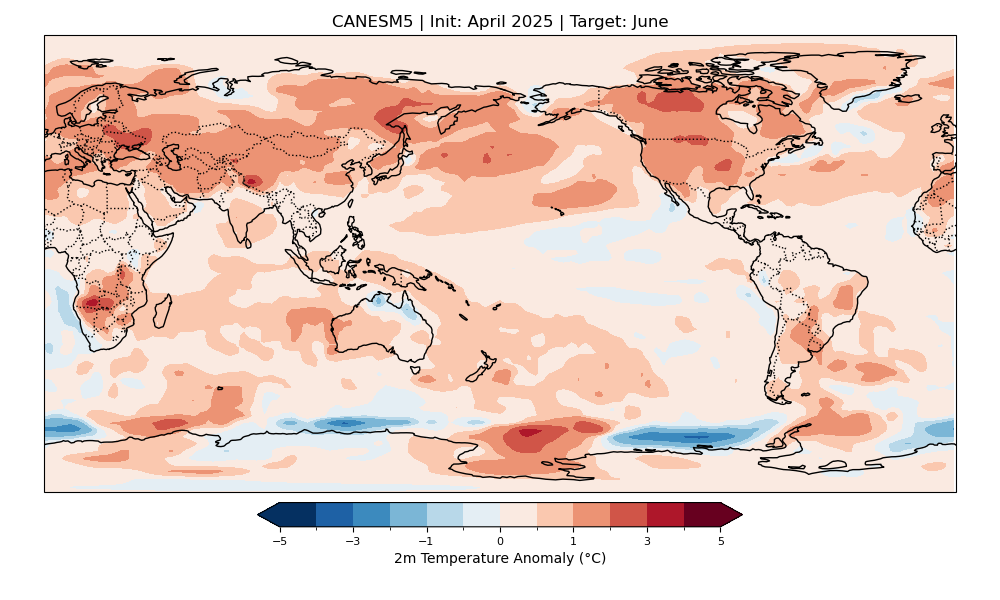 CANESM5 | Init: April 2025 | Target: June
−5 −3 −1 0 1 3 5
2m Temperature Anomaly (°C)